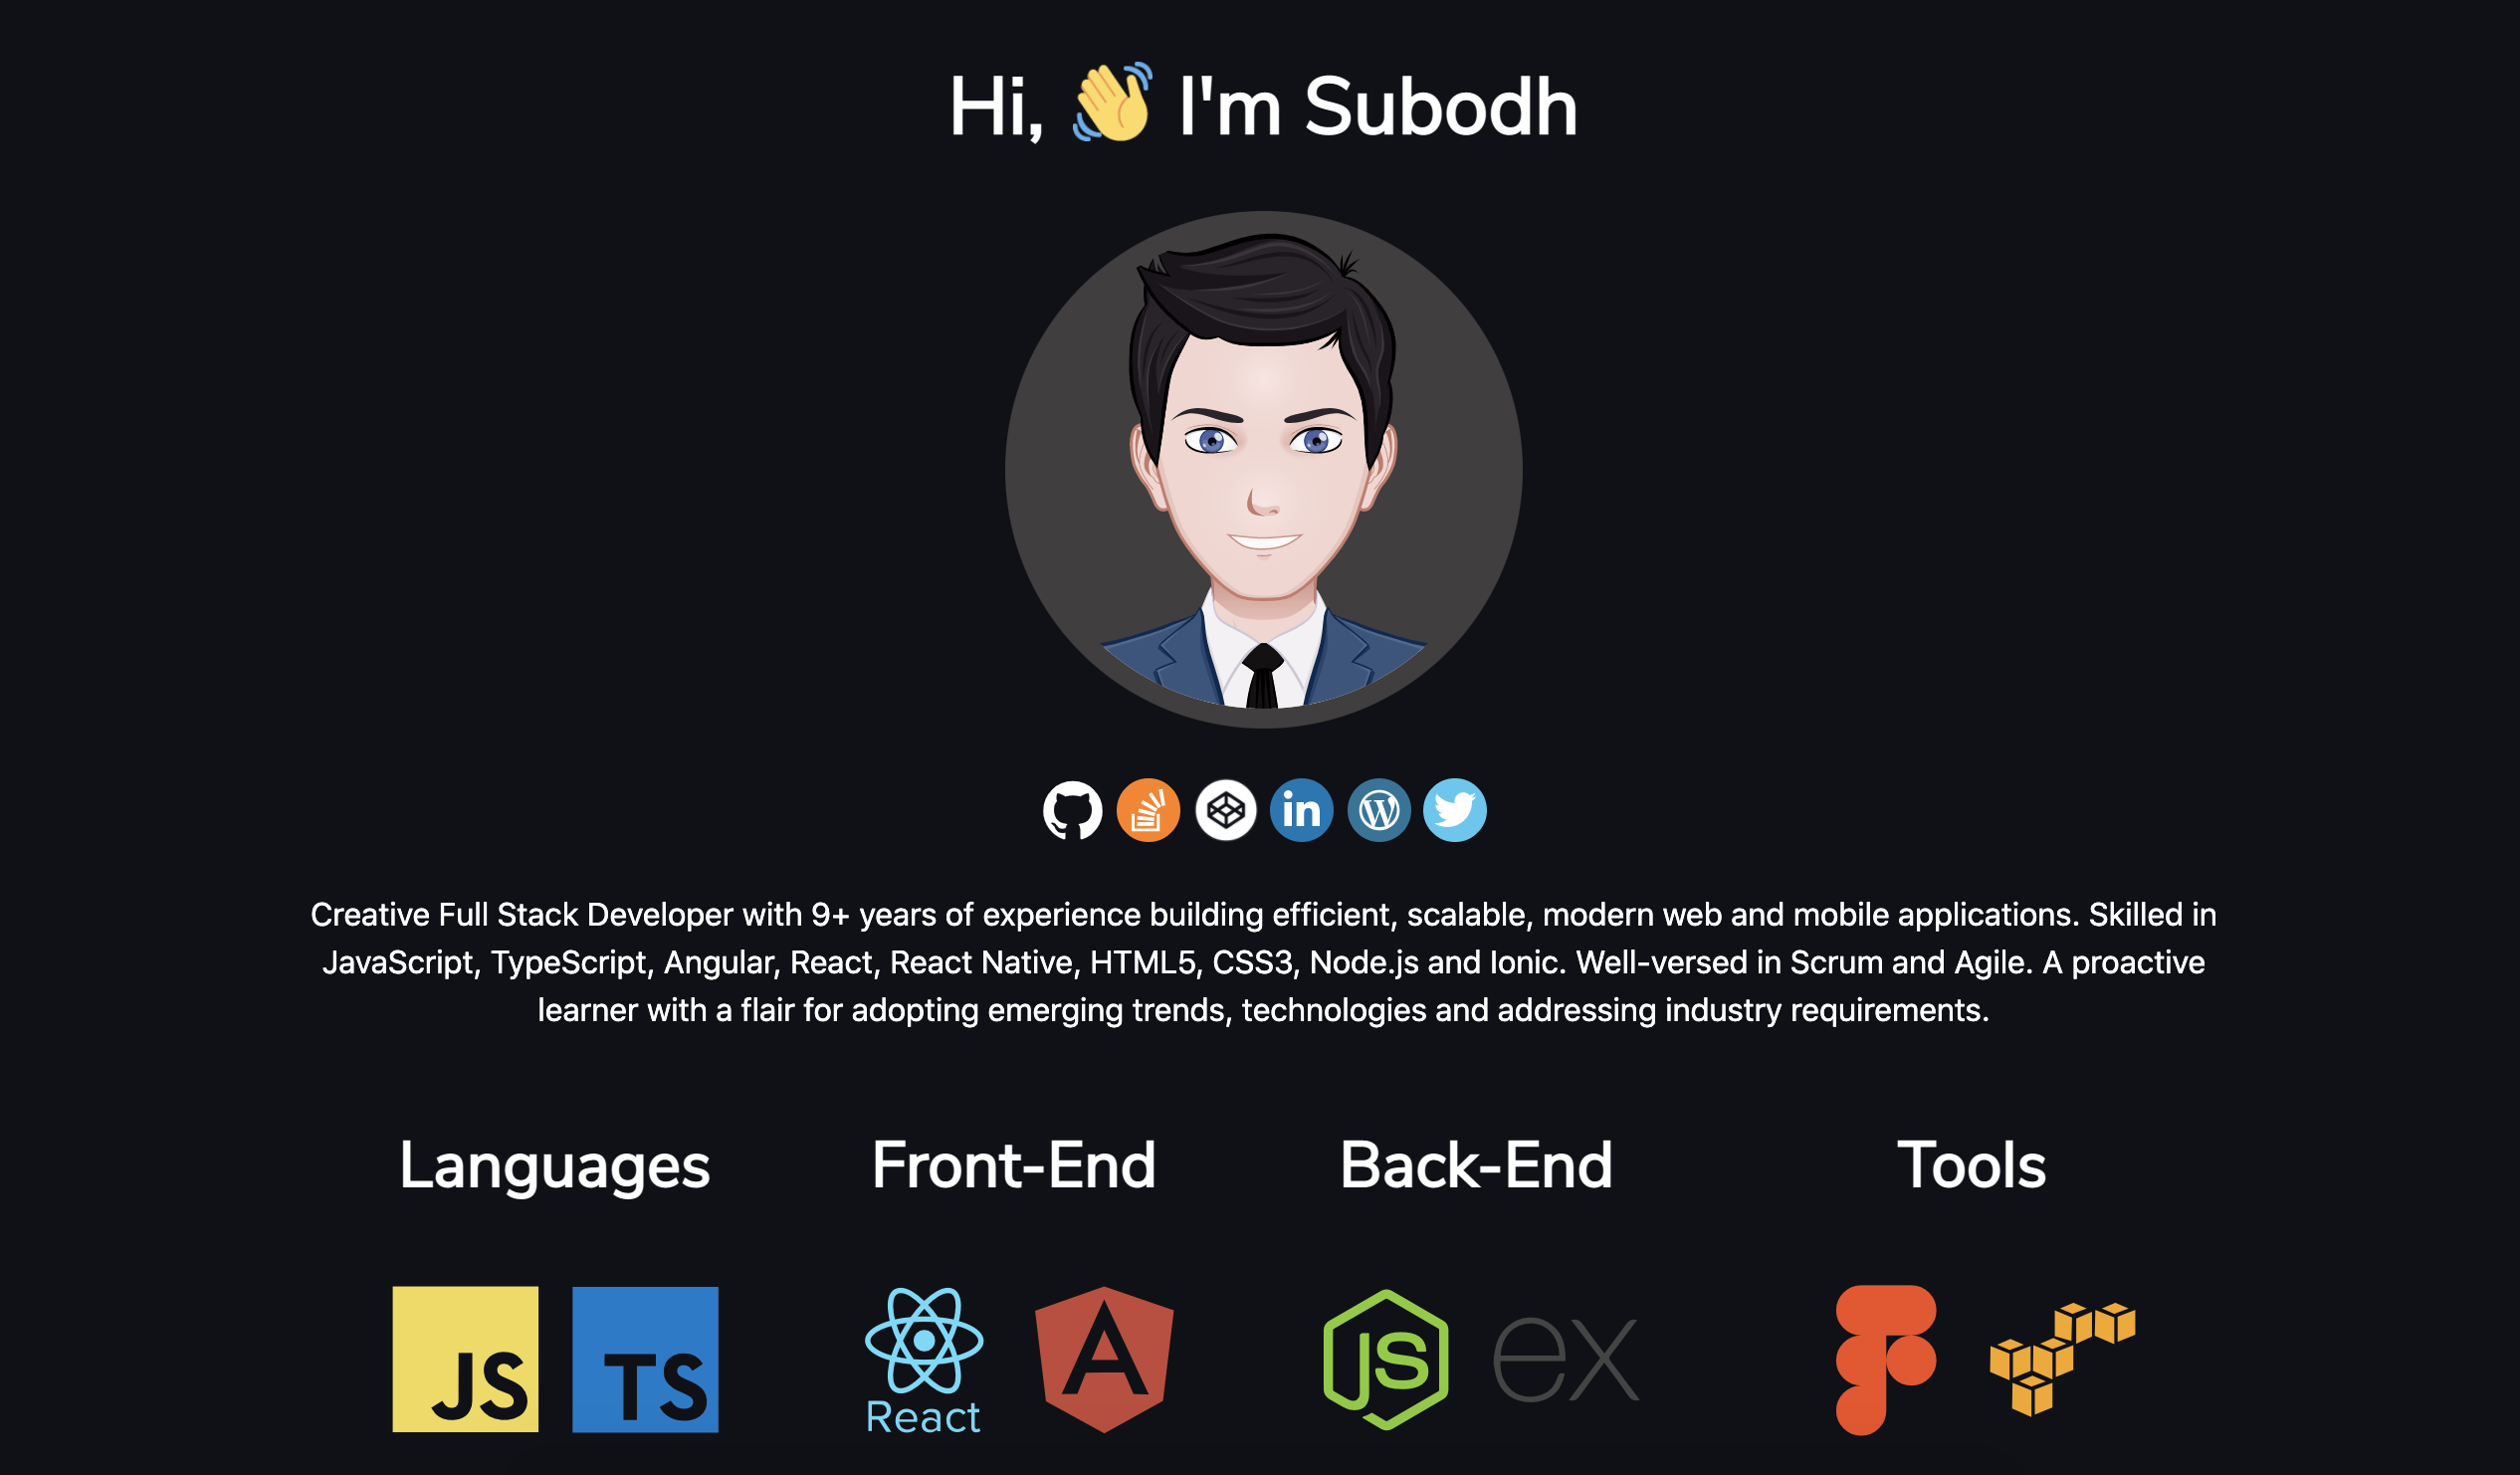 Hi, 👋 I'm Subodh
in
W
Creative Full Stack Developer with 9+ years of experience building efficient, scalable, modern web and mobile applications. Skilled in
JavaScript, TypeScript, Angular, React, React Native, HTML5, CSS3, Node.js and Ionic. Well-versed in Scrum and Agile. A proactive
learner with a flair for adopting emerging trends, technologies and addressing industry requirements.
Languages Front-End Back-End Tools
JS TS A JS ex
React